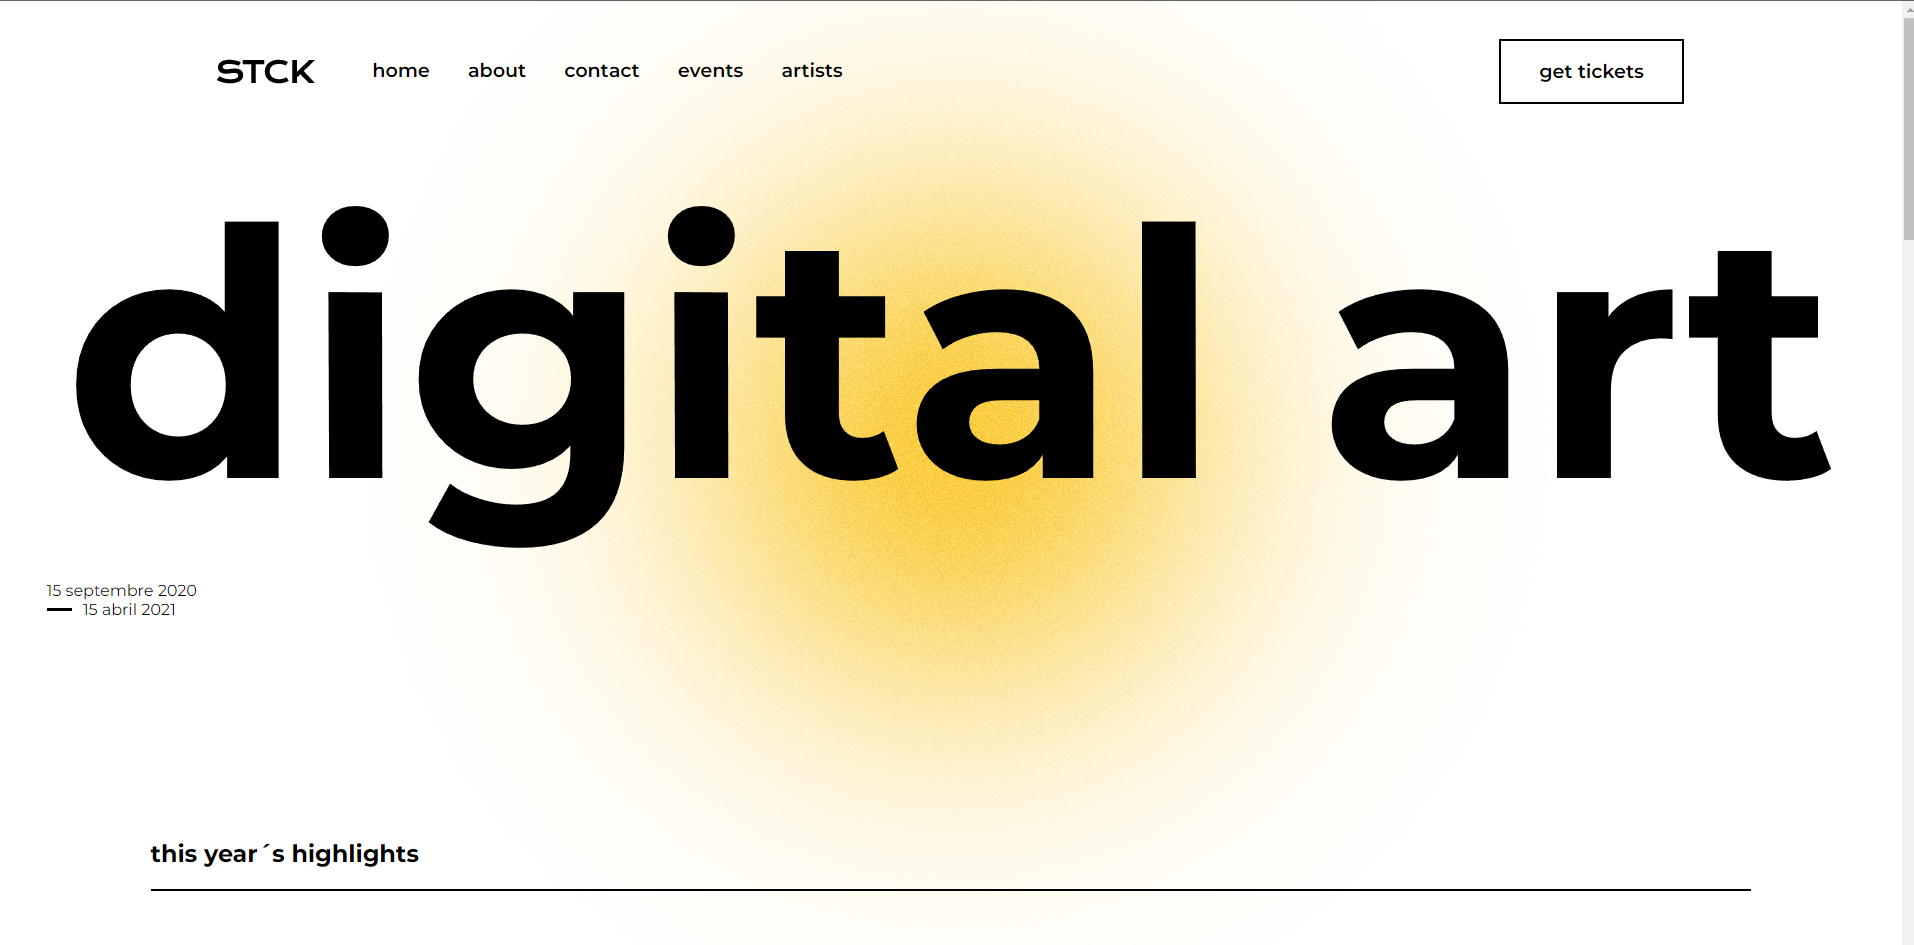 STCK
home about contact events artists
get tickets
digital art
15 septembre 2020
15 abril 2021
this year´s highlights